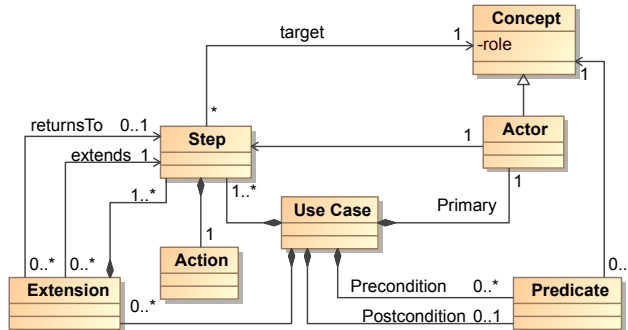 Concept
-role
target
1
1
*
returnsTo 0..1
Step
Actor
1
extends 1
1..*
1..*
1
Use Case
Primary
Action
1
0..*
0..*
Extension
0..*
Precondition 0..*
Postcondition 0..1
0..
Predicate